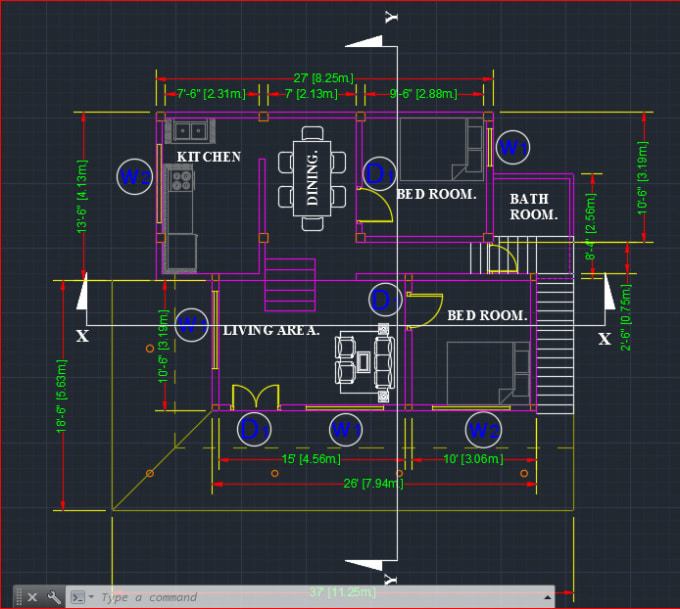 Y
27' [8.25m.]
7'-6" [2.31m.]
7' [2.13m.]
9'-6" [2.88m.]
KITCHEN
DINING.
D1
W1
W2
BED ROOM.
BATH
ROOM.
13'-6" [4.13m.]
10'-6" [3.19m.]
8'-4" [2.56m.]
2'-6" [0.75m.]
X
W1
LIVING AREA.
D1
BED ROOM.
X
10'-6" [3.19m.]
18'-6" [5.63m.]
D1
W1
W2
15' [4.56m.]
10' [3.06m.]
26' [7.94m.]
Y
37' [11.25m.]
Type a command